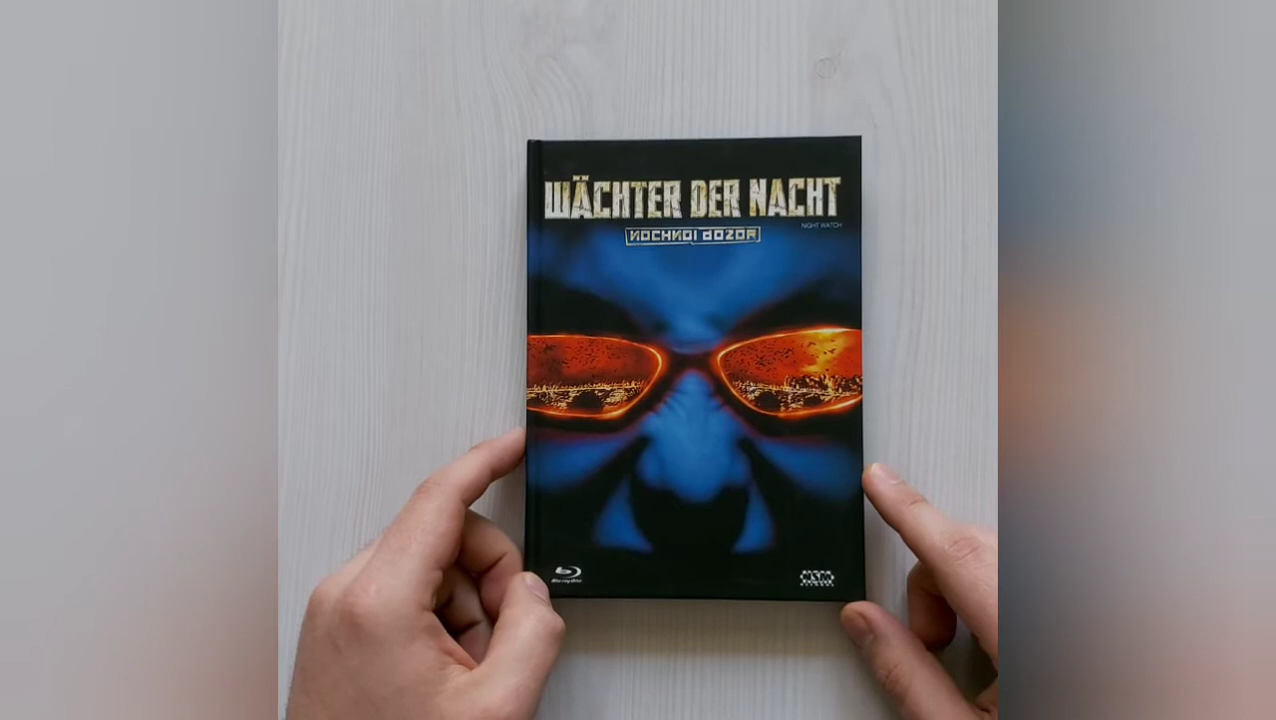 WÄCHTER DER NACHT
NIGHT WATCH
NOCHNOI DOZOR
Blu-ray Disc